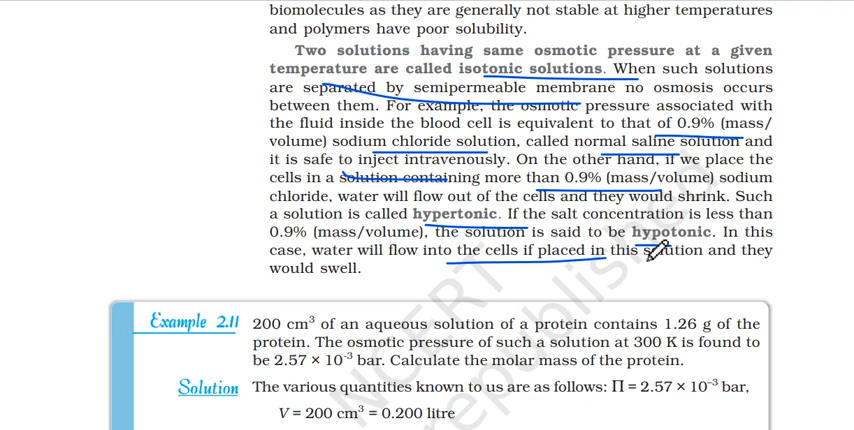 biomolecules as they are generally not stable at higher temperatures
and polymers have poor solubility.
Two solutions having same osmotic pressure at a given
temperature are called isotonic solutions. When such solutions
are separated by semipermeable membrane no osmosis occurs
between them. For example, the osmotic pressure associated with
the fluid inside the blood cell is equivalent to that of 0.9% (mass/
volume) sodium chloride solution, called normal saline solution and
it is safe to inject intravenously. On the other hand, if we place the
cells in a solution containing more than 0.9% (mass/volume) sodium
chloride, water will flow out of the cells and they would shrink. Such
a solution is called hypertonic. If the salt concentration is less than
0.9% (mass/volume), the solution is said to be hypotonic. In this
case, water will flow into the cells if placed in this solution and they
would swell.
Example 2.11 200 cm³ of an aqueous solution of a protein contains 1.26 g of the
protein. The osmotic pressure of such a solution at 300 K is found to
be 2.57 × 10⁻³ bar. Calculate the molar mass of the protein.
Solution The various quantities known to us are as follows: Π = 2.57 × 10⁻³ bar,
V = 200 cm³ = 0.200 litre
NCERT
republished